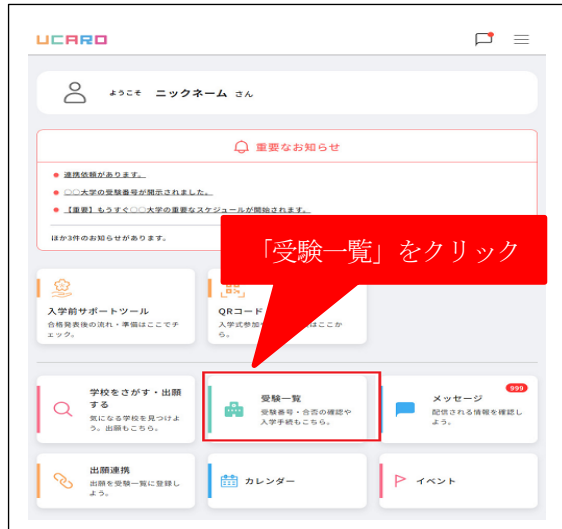 UCARO
ようこそ ニックネーム さん
重要なお知らせ
連携依頼があります。
□□大学の受験番号が開示されました。
【重要】もうすぐ□□大学の重要なスケジュールが開始されます。
ほか3件のお知らせがあります。
「受験一覧」をクリック
入学前サポートツール
合格発表後の流れ・準備はここでチ
ェック。
QRコード
入学式参加
はここか
ら。
学校をさがす・出願
する
気になる学校を見つけよ
う。出願もこちら。
受験一覧
受験番号・合否の確認や
入学手続もこちら。
999
メッセージ
配信される情報を確認し
よう。
出願連携
出願を受験一覧に登録し
よう。
カレンダー
イベント